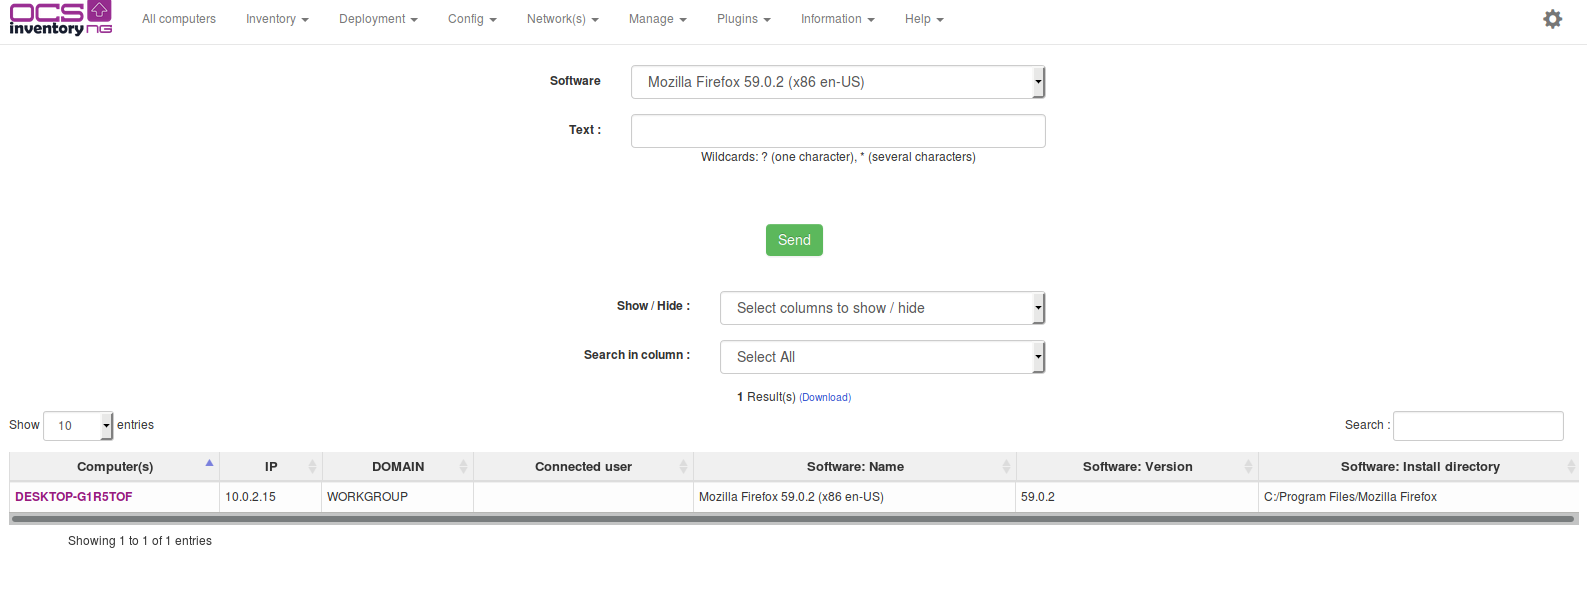 OCS inventory NG
All computers Inventory Deployment Config Network(s) Manage Plugins Information Help
Software Mozilla Firefox 59.0.2 (x86 en-US)
Text :
Wildcards: ? (one character), * (several characters)
Send
Show / Hide : Select columns to show / hide
Search in column : Select All
1 Result(s) (Download)
Show 10 entries Search :
Computer(s) IP DOMAIN Connected user Software: Name Software: Version Software: Install directory
DESKTOP-G1R5TOF 10.0.2.15 WORKGROUP Mozilla Firefox 59.0.2 (x86 en-US) 59.0.2 C:/Program Files/Mozilla Firefox
Showing 1 to 1 of 1 entries